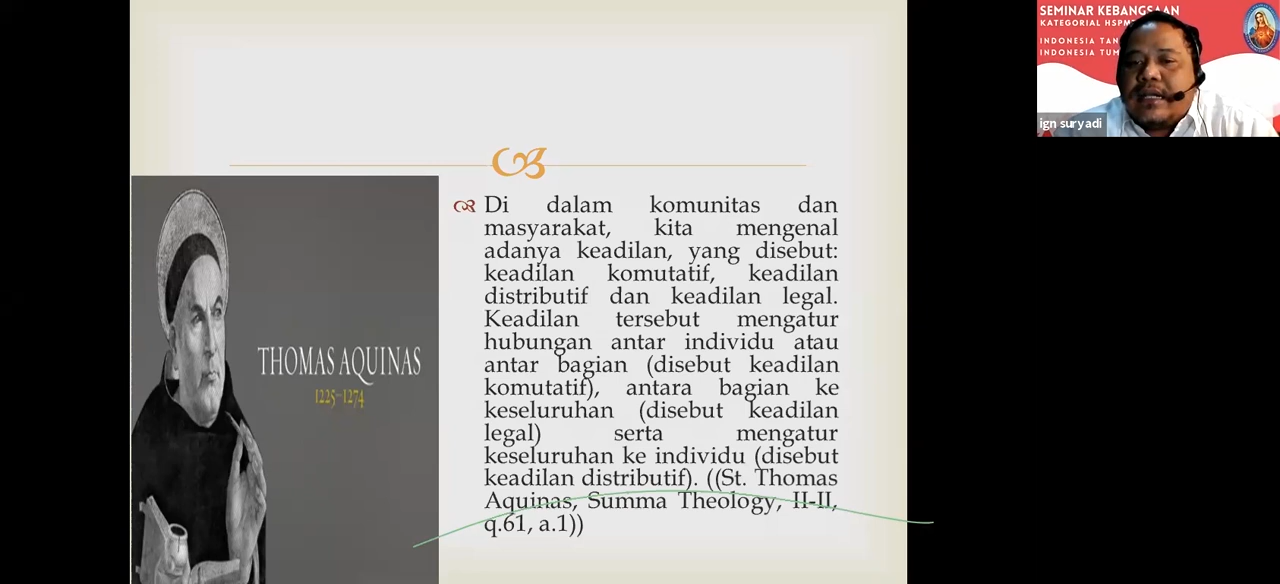 Di dalam komunitas dan
masyarakat, kita mengenal
adanya keadilan, yang disebut:
keadilan komutatif, keadilan
distributif dan keadilan legal.
Keadilan tersebut mengatur
hubungan antar individu atau
antar bagian (disebut keadilan
komutatif), antara bagian ke
keseluruhan (disebut keadilan
legal) serta mengatur
keseluruhan ke individu (disebut
keadilan distributif). ((St. Thomas
Aquinas, Summa Theology, II-II,
q.61, a.1))
THOMAS AQUINAS
1225-1274
SEMINAR KEBANGSAAN
KATEGORIAL
INDONESIA
INDONESIA
ign suryadi